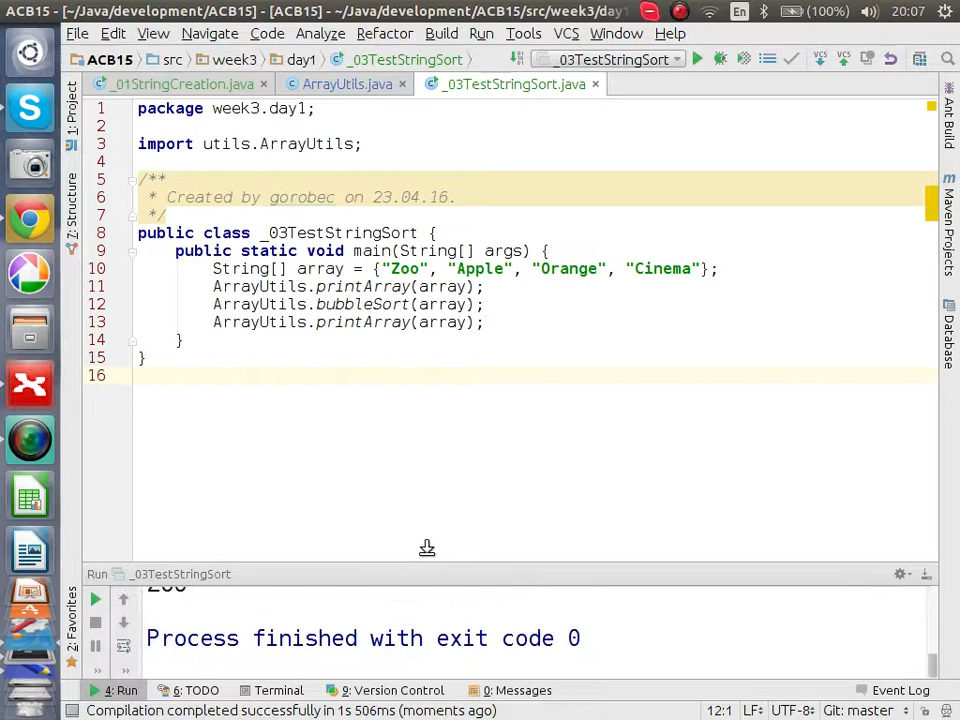 ACB15 - [~/Java/development/ACB15] - [ACB15] - ~/Java/development/ACB15/src/week3/day1
En
(100%)
20:07
File Edit View Navigate Code Analyze Refactor Build Run Tools VCS Window Help
ACB15 src week3 day1 _03TestStringSort _03TestStringSort VCS VCS
_01StringCreation.java ArrayUtils.java _03TestStringSort.java
1 package week3.day1;
2
3 import utils.ArrayUtils;
4
5 /**
6 * Created by gorobec on 23.04.16.
7 */
8 public class _03TestStringSort {
9 public static void main(String[] args) {
10 String[] array = {"Zoo", "Apple", "Orange", "Cinema"};
11 ArrayUtils.printArray(array);
12 ArrayUtils.bubbleSort(array);
13 ArrayUtils.printArray(array);
14 }
15 }
16
1: Project
7: Structure
2: Favorites
Ant Build
Maven Projects
Database
Run _03TestStringSort
Zoo
Process finished with exit code 0
4: Run 6: TODO Terminal 9: Version Control 0: Messages Event Log
Compilation completed successfully in 1s 506ms (moments ago) 12:1 LF UTF-8 Git: master